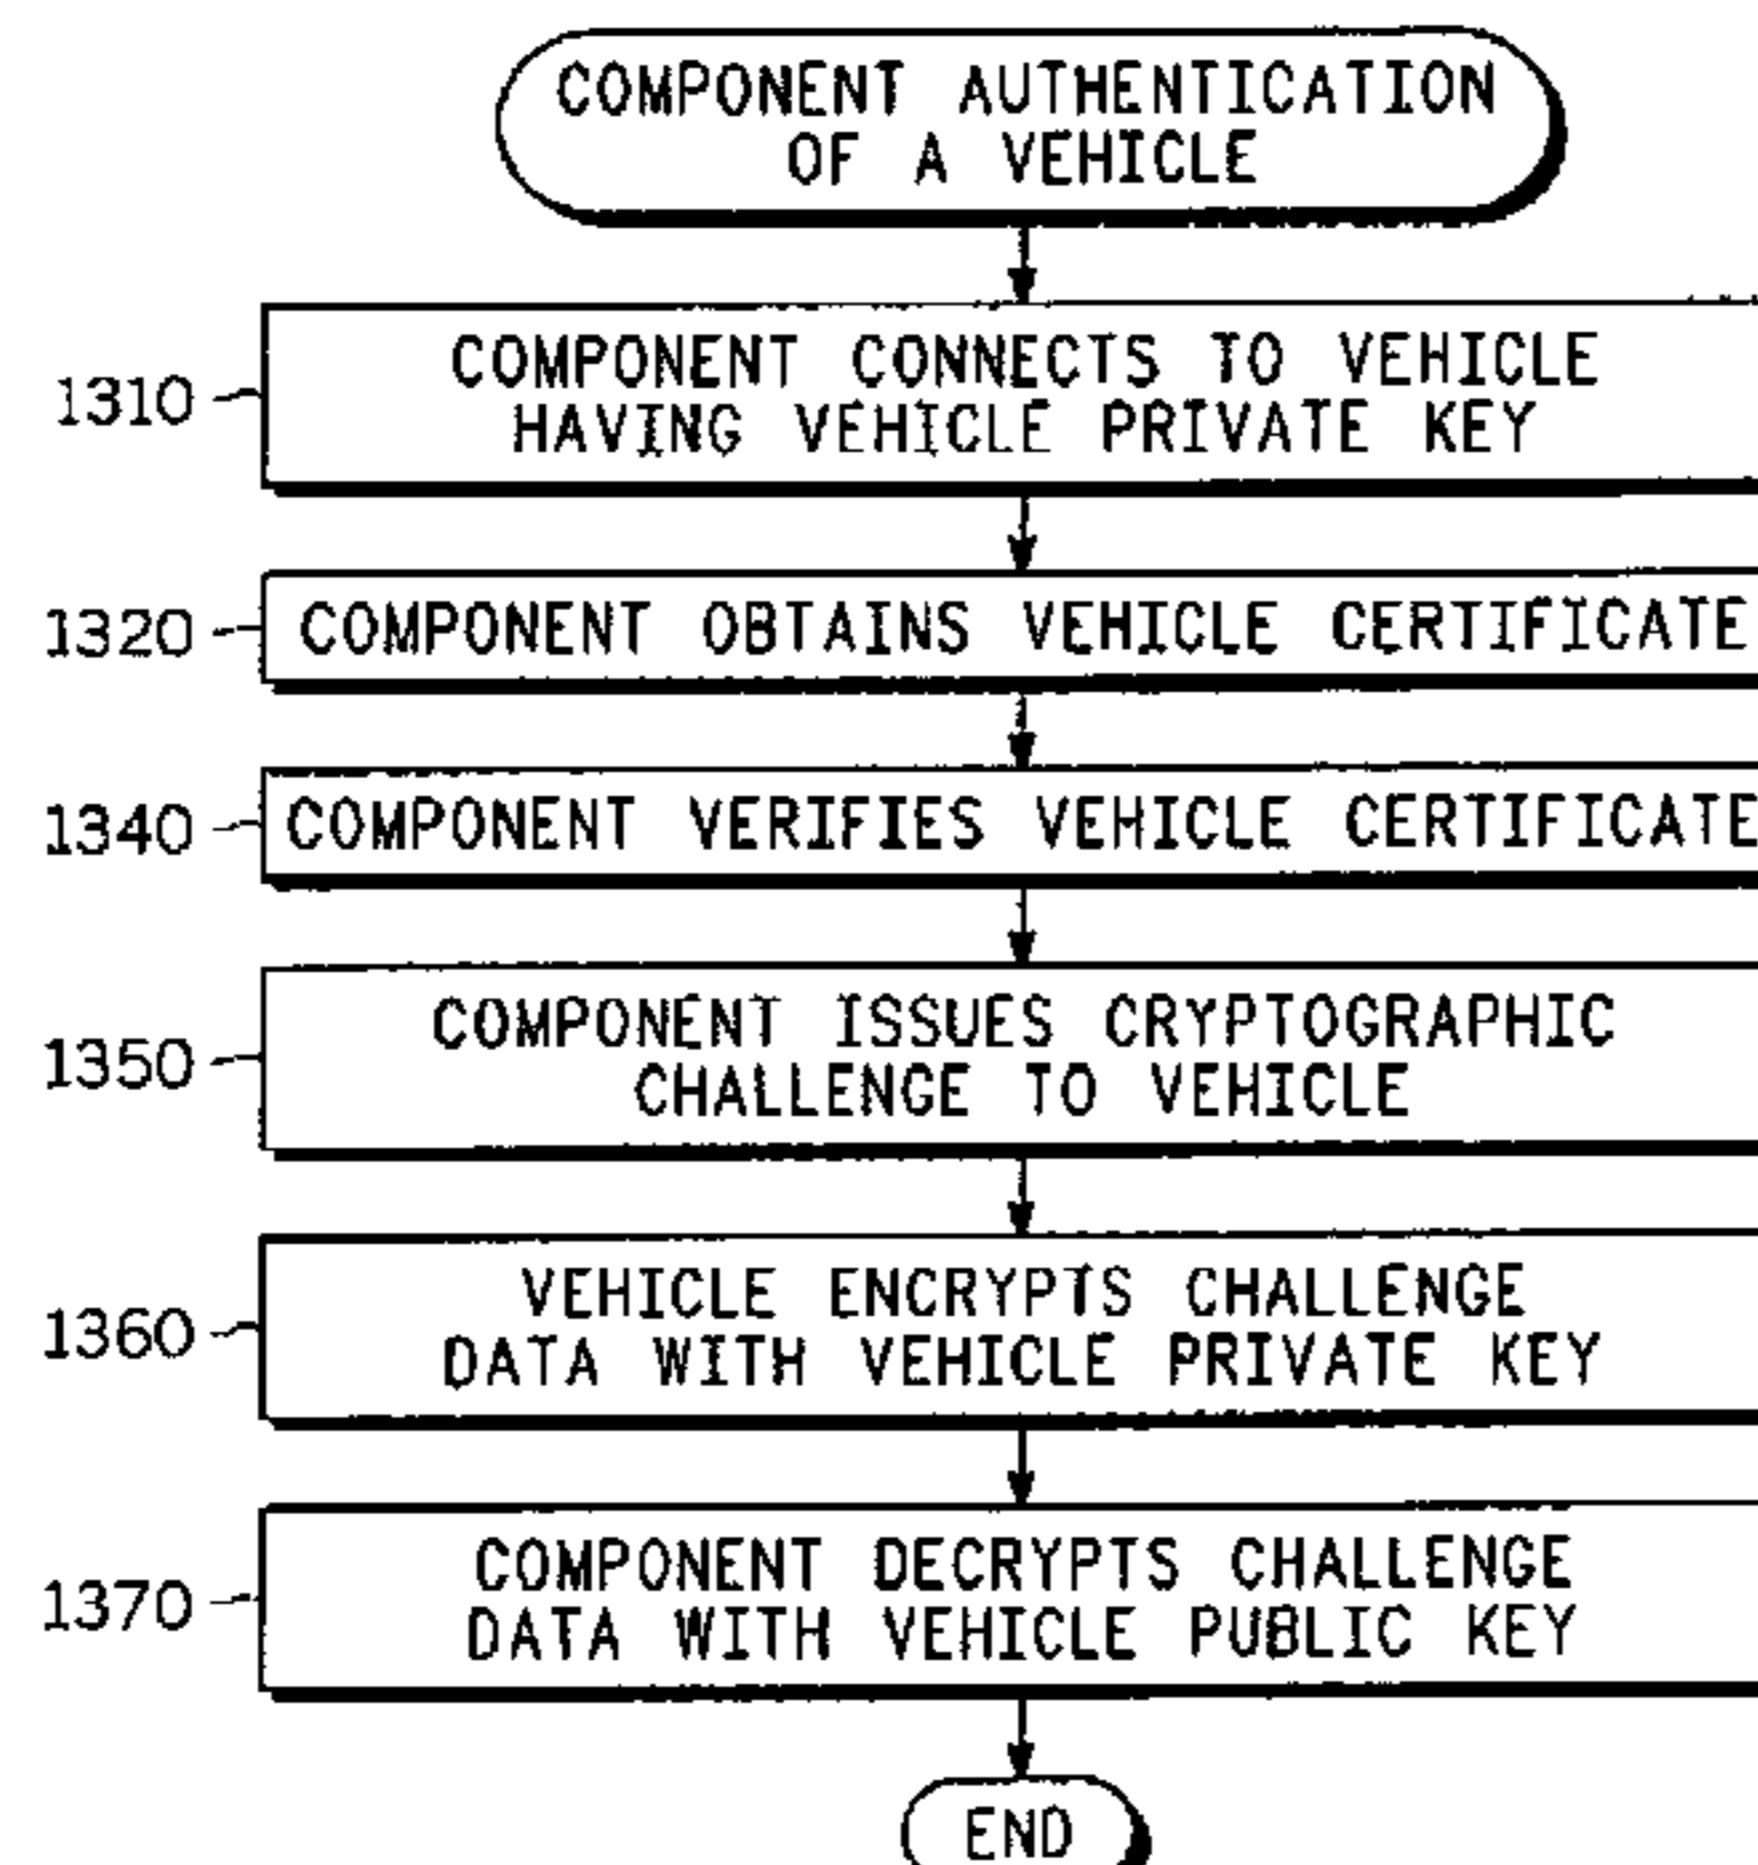 COMPONENT AUTHENTICATION
OF A VEHICLE
1310
COMPONENT CONNECTS TO VEHICLE
HAVING VEHICLE PRIVATE KEY
1320
COMPONENT OBTAINS VEHICLE CERTIFICATE
1340
COMPONENT VERIFIES VEHICLE CERTIFICATE
1350
COMPONENT ISSUES CRYPTOGRAPHIC
CHALLENGE TO VEHICLE
1360
VEHICLE ENCRYPTS CHALLENGE
DATA WITH VEHICLE PRIVATE KEY
1370
COMPONENT DECRYPTS CHALLENGE
DATA WITH VEHICLE PUBLIC KEY
END